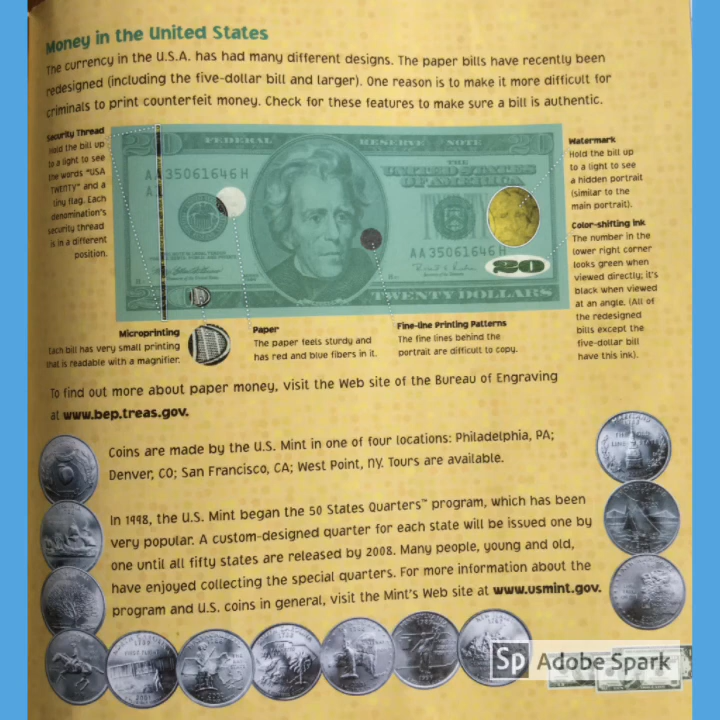 Money in the United States
The currency in the U.S.A. has had many different designs. The paper bills have recently been
redesigned (including the five-dollar bill and larger). One reason is to make it more difficult for
criminals to print counterfeit money. Check for these features to make sure a bill is authentic.
Security Thread
Hold the bill up
to a light to see
the words "USA
TWENTY" and a
tiny flag. Each
denomination's
security thread
is in a different
position.
FEDERAL RESERVE NOTE
THE
UNITED STATES
OF AMERICA
20
20
AA 35061646 H
AA 35061646 H
20
TWENTY DOLLARS
Watermark
Hold the bill up
to a light to see
a hidden portrait
(similar to the
main portrait).
Color-shifting ink
The number in the
lower right corner
looks green when
viewed directly; it's
black when viewed
at an angle. (All of
the redesigned
bills except the
five-dollar bill
have this ink).
Microprinting
Each bill has very small printing
that is readable with a magnifier.
Paper
The paper feels sturdy and
has red and blue fibers in it.
Fine-line Printing Patterns
The fine lines behind the
portrait are difficult to copy.
To find out more about paper money, visit the Web site of the Bureau of Engraving
at www.bep.treas.gov.
Coins are made by the U.S. Mint in one of four locations: Philadelphia, PA;
Denver, CO; San Francisco, CA; West Point, NY. Tours are available.
In 1998, the U.S. Mint began the 50 States Quarters™ program, which has been
very popular. A custom-designed quarter for each state will be issued one by
one until all fifty states are released by 2008. Many people, young and old,
have enjoyed collecting the special quarters. For more information about the
program and U.S. coins in general, visit the Mint's Web site at www.usmint.gov.
Sp Adobe Spark